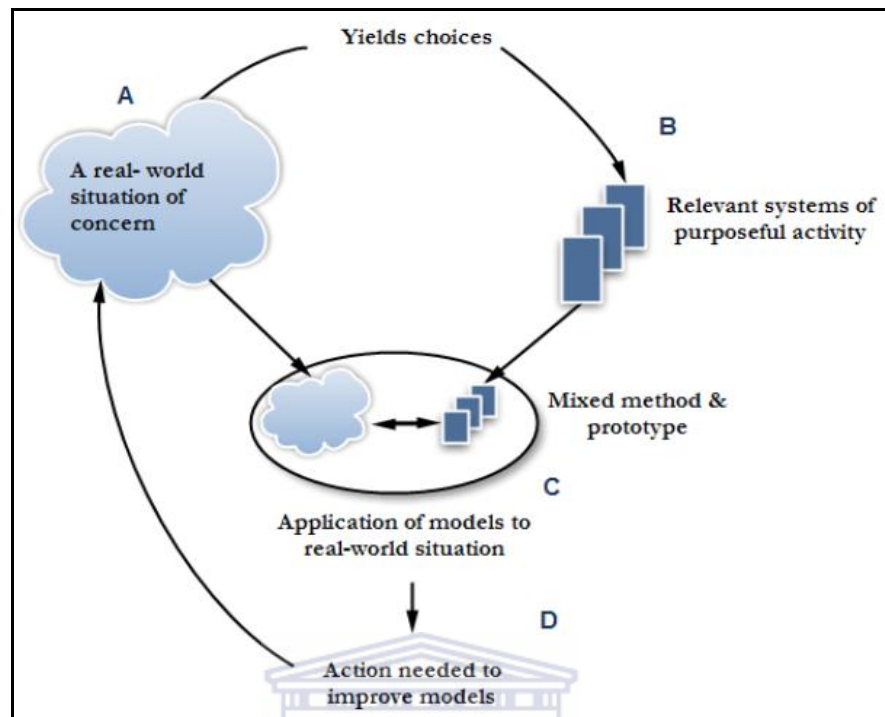 Yields choices
A
B
A real- world
situation of
concern
Relevant systems of
purposeful activity
Mixed method &
prototype
C
Application of models to
real-world situation
D
Action needed to
improve models